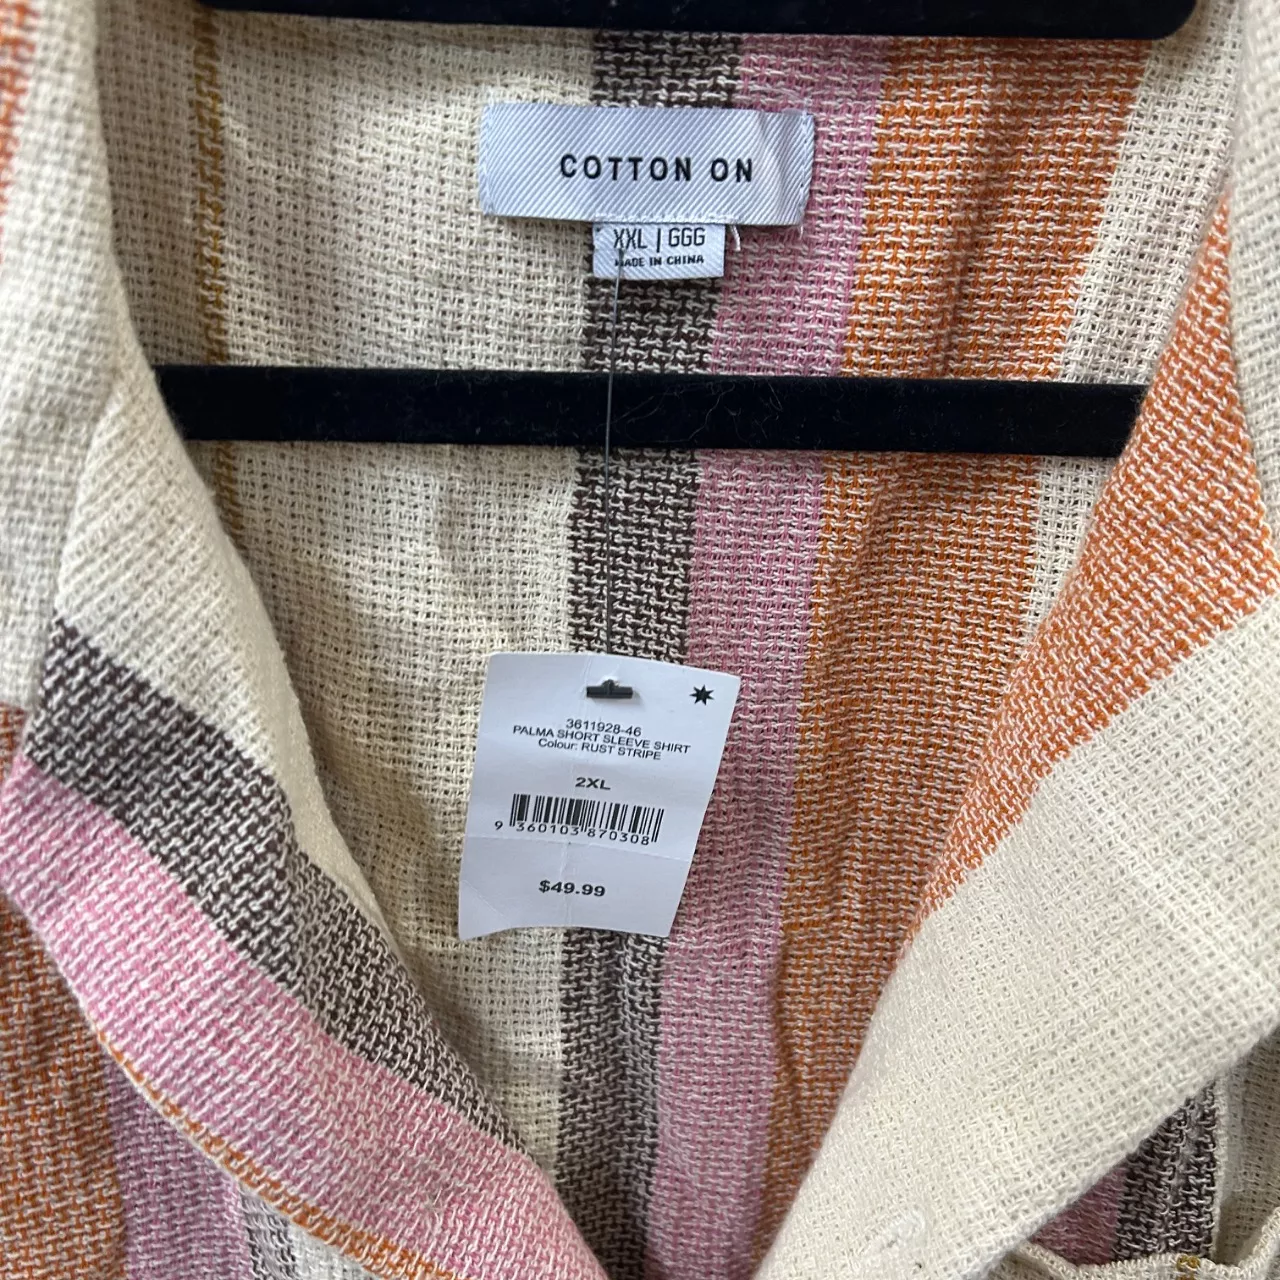 COTTON ON
XXL | GGG
MADE IN CHINA
3611928-46
PALMA SHORT SLEEVE SHIRT
Colour: RUST STRIPE
2XL
9 360103 870308
$49.99